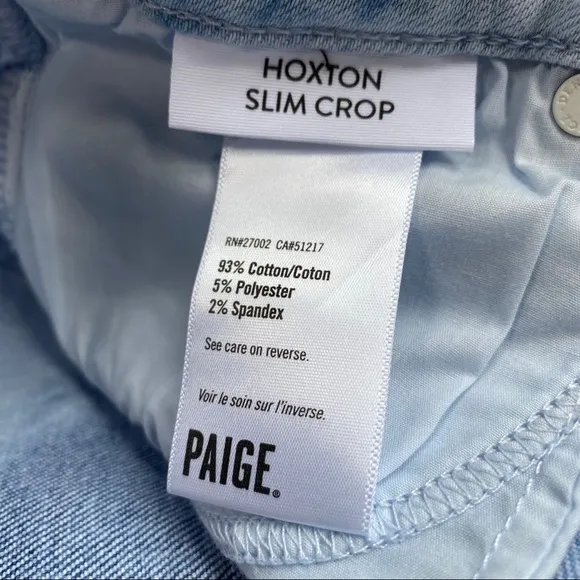 HOXTON
SLIM CROP
RN#27002 CA#51217
93% Cotton/Coton
5% Polyester
2% Spandex
See care on reverse.
Voir le soin sur l'inverse.
PAIGE®